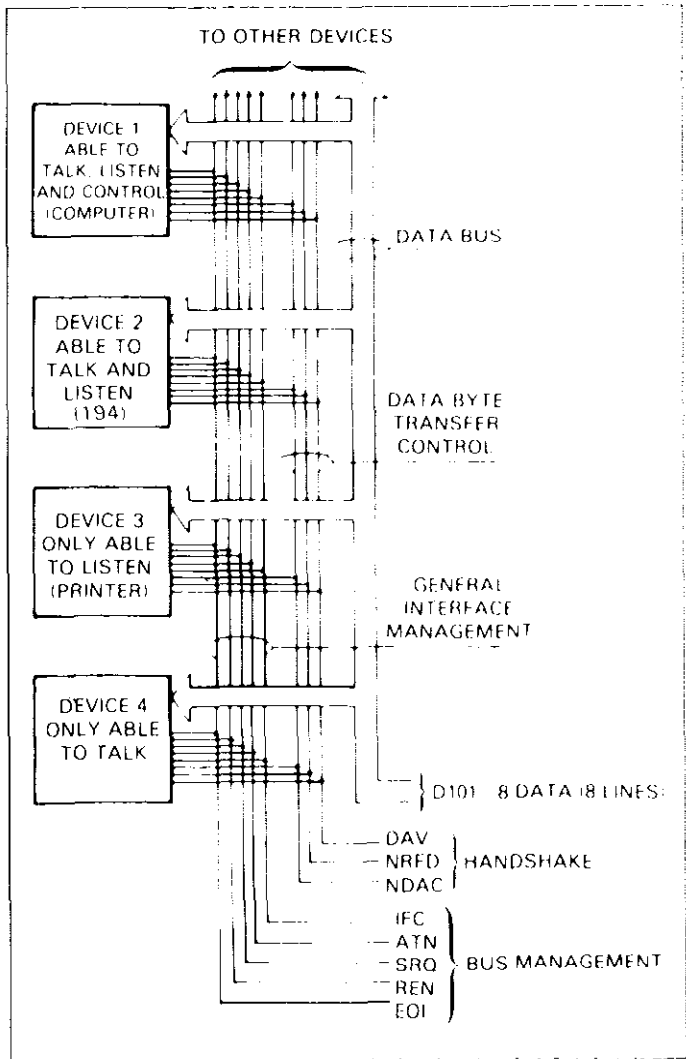 TO OTHER DEVICES
DEVICE 1
ABLE TO
TALK, LISTEN
AND CONTROL
(COMPUTER)
DATA BUS
DEVICE 2
ABLE TO
TALK AND
LISTEN
(194)
DATA BYTE
TRANSFER
CONTROL
DEVICE 3
ONLY ABLE
TO LISTEN
(PRINTER)
GENERAL
INTERFACE
MANAGEMENT
DEVICE 4
ONLY ABLE
TO TALK
D101 8 DATA (8 LINES)
DAV
NRFD
NDAC
HANDSHAKE
IFC
ATN
SRQ
REN
EOI
BUS MANAGEMENT